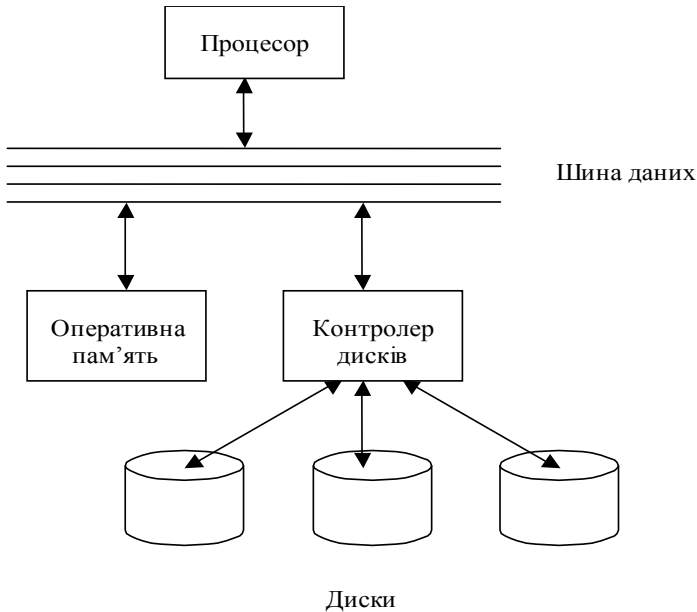 Процесор
Шина даних
Оперативна
пам’ять
Контролер
дисків
Диски